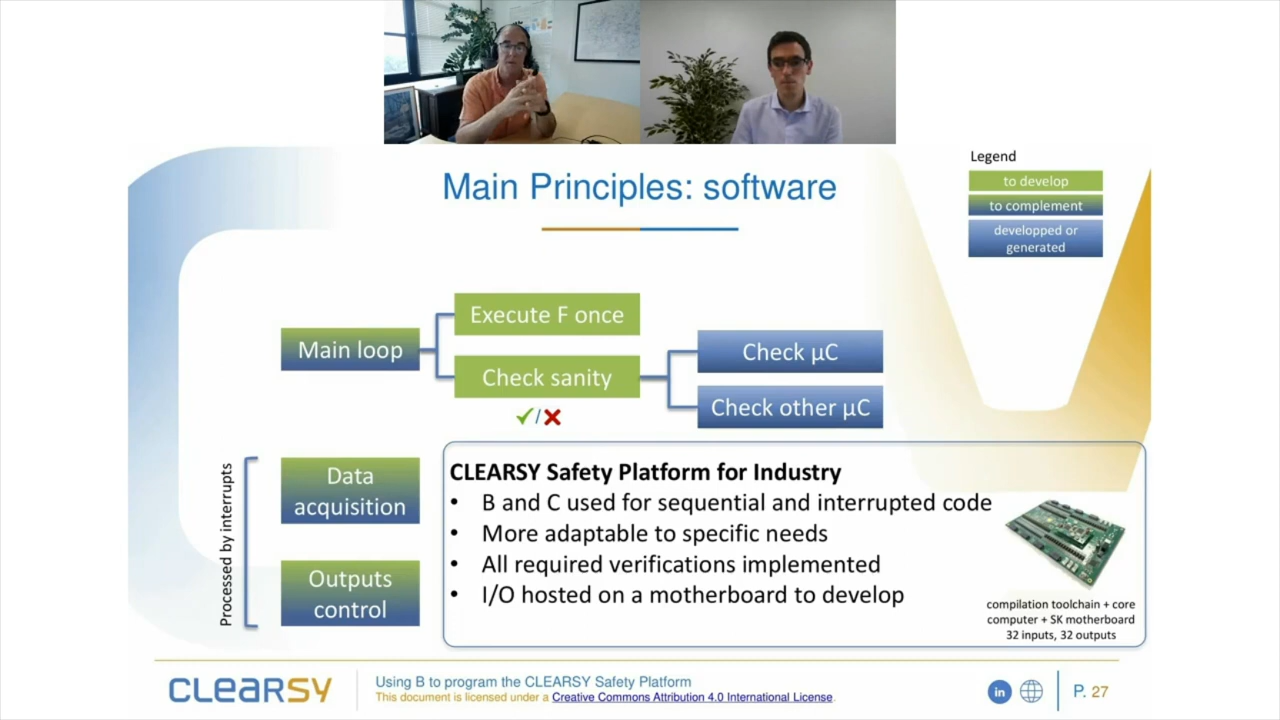 Main Principles: software
Legend
to develop
to complement
developped or
generated
Main loop
Execute F once
Check sanity
✓/✗
Check µC
Check other µC
Processed by interrupts
Data
acquisition
Outputs
control
CLEARSY Safety Platform for Industry
• B and C used for sequential and interrupted code
• More adaptable to specific needs
• All required verifications implemented
• I/O hosted on a motherboard to develop
compilation toolchain + core
computer + SK motherboard
32 inputs, 32 outputs
CLEARSY
Using B to program the CLEARSY Safety Platform
This document is licensed under a Creative Commons Attribution 4.0 International License.
in
P. 27